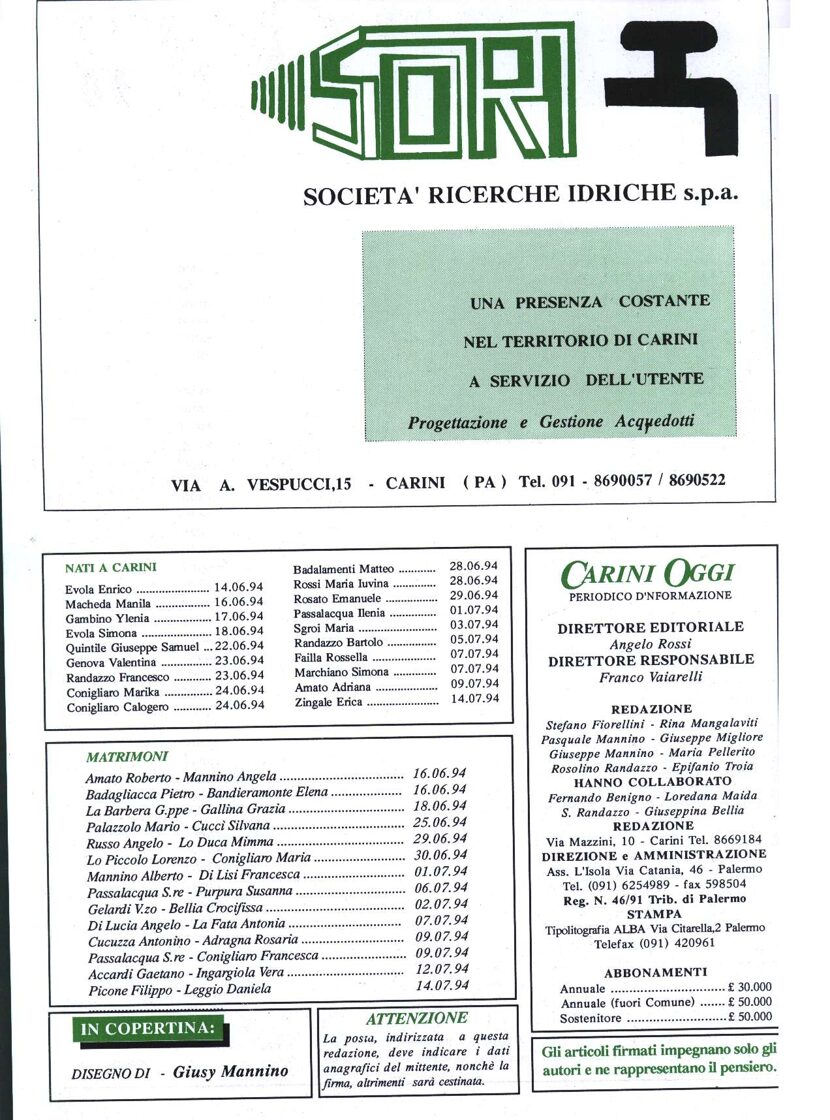 SORI
SOCIETA' RICERCHE IDRICHE s.p.a.
UNA PRESENZA COSTANTE
NEL TERRITORIO DI CARINI
A SERVIZIO DELL'UTENTE
Progettazione e Gestione Acquedotti
VIA A. VESPUCCI,15 - CARINI ( PA ) Tel. 091 - 8690057 / 8690522
NATI A CARINI
Evola Enrico ........................ 14.06.94
Macheda Manila .................. 16.06.94
Gambino Ylenia ................... 17.06.94
Evola Simona ....................... 18.06.94
Quintile Giuseppe Samuel ... 22.06.94
Genova Valentina ................ 23.06.94
Randazzo Francesco ............ 23.06.94
Conigliaro Marika ................ 24.06.94
Conigliaro Calogero ............ 24.06.94
Badalamenti Matteo ............ 28.06.94
Rossi Maria Iuvina .............. 28.06.94
Rosato Emanuele ................. 29.06.94
Passalacqua Ilenia ............... 01.07.94
Sgroi Maria .......................... 03.07.94
Randazzo Bartolo ................ 05.07.94
Failla Rossella ..................... 07.07.94
Marchiano Simona .............. 07.07.94
Amato Adriana .................... 09.07.94
Zingale Erica ....................... 14.07.94
MATRIMONI
Amato Roberto - Mannino Angela .................................... 16.06.94
Badagliacca Pietro - Bandieramonte Elena ..................... 16.06.94
La Barbera G.ppe - Gallina Grazia ................................... 18.06.94
Palazzolo Mario - Cucci Silvana ...................................... 25.06.94
Russo Angelo - Lo Duca Mimma ..................................... 29.06.94
Lo Piccolo Lorenzo - Conigliaro Maria .......................... 30.06.94
Mannino Alberto - Di Lisi Francesca .............................. 01.07.94
Passalacqua S.re - Purpura Susanna ............................... 06.07.94
Gelardi V.zo - Bellia Crocifissa ....................................... 02.07.94
Di Lucia Angelo - La Fata Antonia ................................. 07.07.94
Cucuzza Antonino - Adragna Rosaria ............................. 09.07.94
Passalacqua S.re - Conigliaro Francesca ........................ 09.07.94
Accardi Gaetano - Ingargiola Vera ................................. 12.07.94
Picone Filippo - Leggio Daniela 14.07.94
IN COPERTINA:
DISEGNO DI - Giusy Mannino
ATTENZIONE
La posta, indirizzata a questa
redazione, deve indicare i dati
anagrafici del mittente, nonchè la
firma, altrimenti sarà cestinata.
CARINI OGGI
PERIODICO D'NFORMAZIONE
DIRETTORE EDITORIALE
Angelo Rossi
DIRETTORE RESPONSABILE
Franco Vaiarelli
REDAZIONE
Stefano Fiorellini - Rina Mangalaviti
Pasquale Mannino - Giuseppe Migliore
Giuseppe Mannino - Maria Pellerito
Rosolino Randazzo - Epifanio Troia
HANNO COLLABORATO
Fernando Benigno - Loredana Maida
S. Randazzo - Giuseppina Bellia
REDAZIONE
Via Mazzini, 10 - Carini Tel. 8669184
DIREZIONE e AMMINISTRAZIONE
Ass. L'Isola Via Catania, 46 - Palermo
Tel. (091) 6254989 - fax 598504
Reg. N. 46/91 Trib. di Palermo
STAMPA
Tipolitografia ALBA Via Citarella,2 Palermo
Telefax (091) 420961
ABBONAMENTI
Annuale ............................. £ 30.000
Annuale (fuori Comune) ...... £ 50.000
Sostenitore ......................... £ 50.000
Gli articoli firmati impegnano solo gli
autori e ne rappresentano il pensiero.